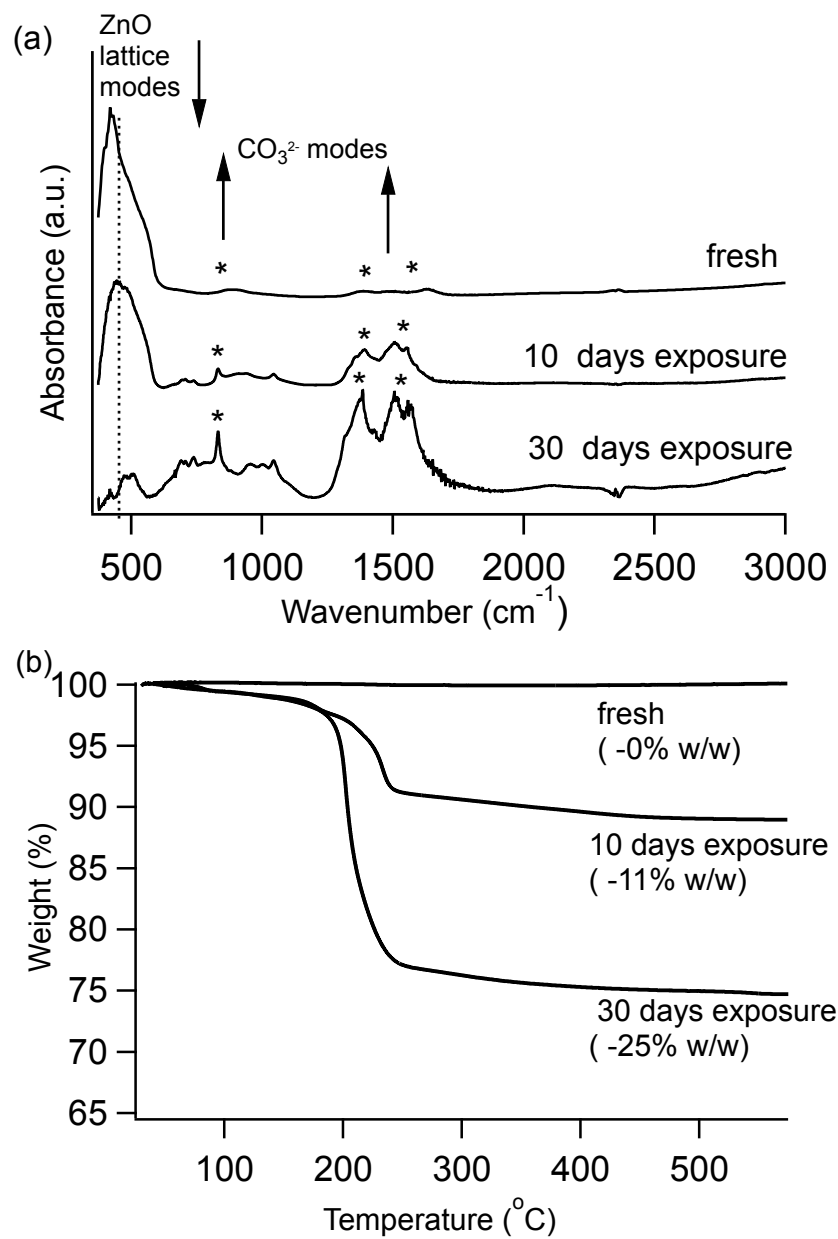 (a)
ZnO
lattice
modes
CO₃²⁻ modes
* * *
fresh
* * *
10 days exposure
* * *
30 days exposure
Absorbance (a.u.)
500 1000 1500 2000 2500 3000
Wavenumber (cm⁻¹)
(b)
100
95
90
85
80
75
70
65
Weight (%)
fresh
( -0% w/w)
10 days exposure
( -11% w/w)
30 days exposure
( -25% w/w)
100 200 300 400 500
Temperature (°C)